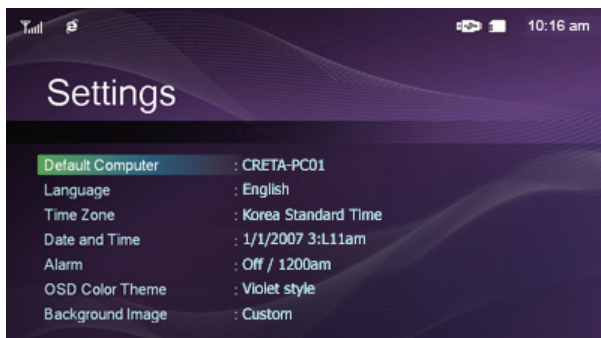 10:16 am
Settings
Default Computer : CRETA-PC01
Language : English
Time Zone : Korea Standard Time
Date and Time : 1/1/2007 3:L11am
Alarm : Off / 1200am
OSD Color Theme : Violet style
Background Image : Custom